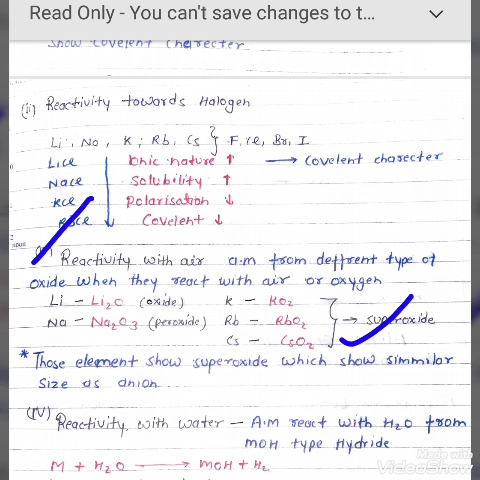 Read Only - You can't save changes to t...
Show Covelent Charecter
(ii) Reactivity towards Halogen
Li, Na, K; Rb, Cs } F, Cl, Br, I
LiCl Ionic nature ↑ → Covelent charecter
NaCl Solubility ↑
KCl Polarisation ↓
RbCl ↓ Covelent ↓
Reactivity with air A.M from deffrent type of
oxide when they react with air or oxygen
Li - Li2O (oxide) K - KO2
Na - Na2O3 (peroxide) Rb - RbO2 } → superoxide
Cs - CsO2
* Those element show superoxide which show simmilar
Size as anion
(IV) Reactivity, with water - A.M react with H2O from
MOH type Hydride
M + H2O → MOH + H2
Made with
VideoShow